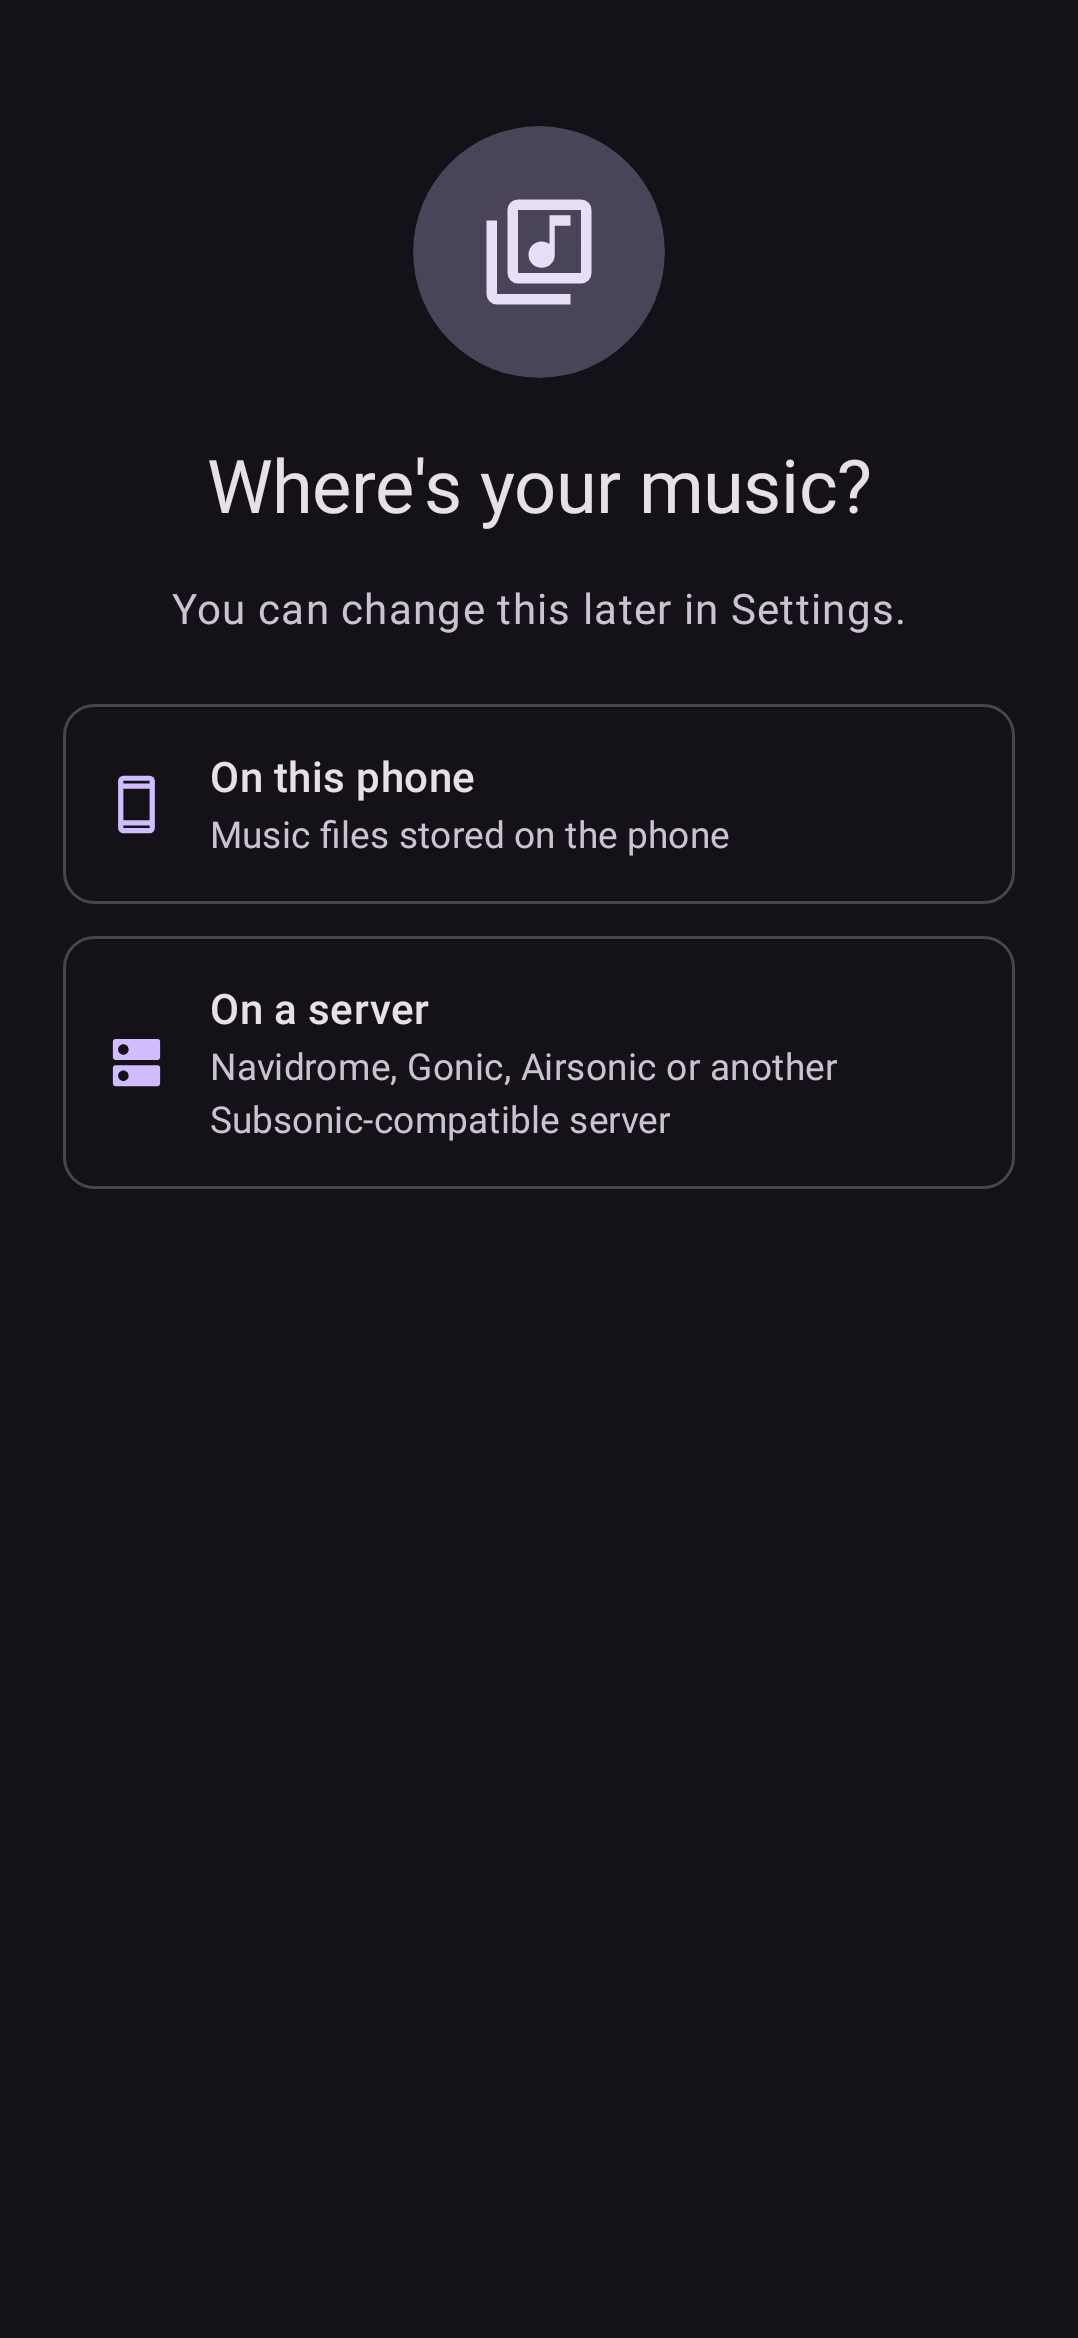 Where's your music?
You can change this later in Settings.
On this phone
Music files stored on the phone
On a server
Navidrome, Gonic, Airsonic or another
Subsonic-compatible server